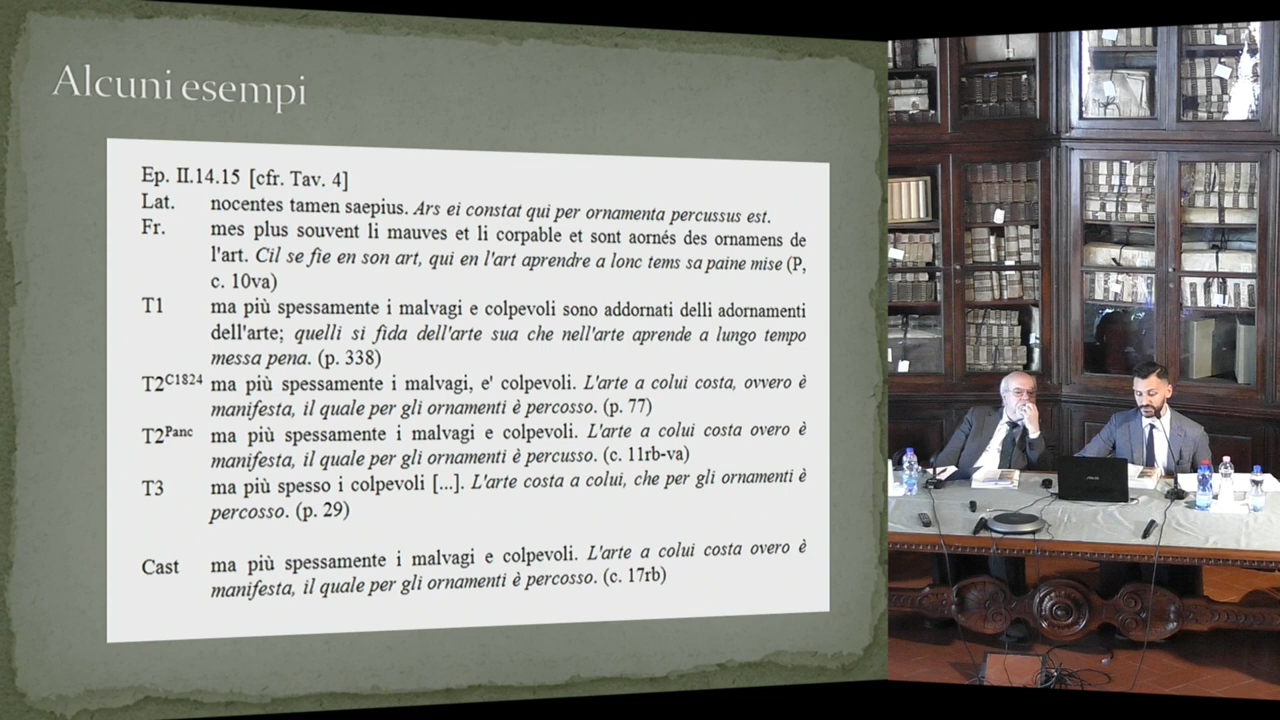 Alcuni esempi
Ep. II.14.15 [cfr. Tav. 4]
Lat. nocentes tamen saepius. Ars ei constat qui per ornamenta percussus est.
Fr. mes plus souvent li mauves et li corpable et sont aornés des ornamens de
l'art. Cil se fie en son art, qui en l'art aprendre a lonc tems sa paine mise (P,
c. 10va)
T1 ma più spessamente i malvagi e colpevoli sono addornati delli adornamenti
dell'arte; quelli si fida dell'arte sua che nell'arte aprende a lungo tempo
messa pena. (p. 338)
T2C1824 ma più spessamente i malvagi, e' colpevoli. L'arte a colui costa, ovvero è
manifesta, il quale per gli ornamenti è percosso. (p. 77)
T2Panc ma più spessamente i malvagi e colpevoli. L'arte a colui costa overo è
manifesta, il quale per gli ornamenti è percusso. (c. 11rb-va)
T3 ma più spesso i colpevoli [...]. L'arte costa a colui, che per gli ornamenti è
percosso. (p. 29)
Cast ma più spessamente i malvagi e colpevoli. L'arte a colui costa overo è
manifesta, il quale per gli ornamenti è percosso. (c. 17rb)
ASUS